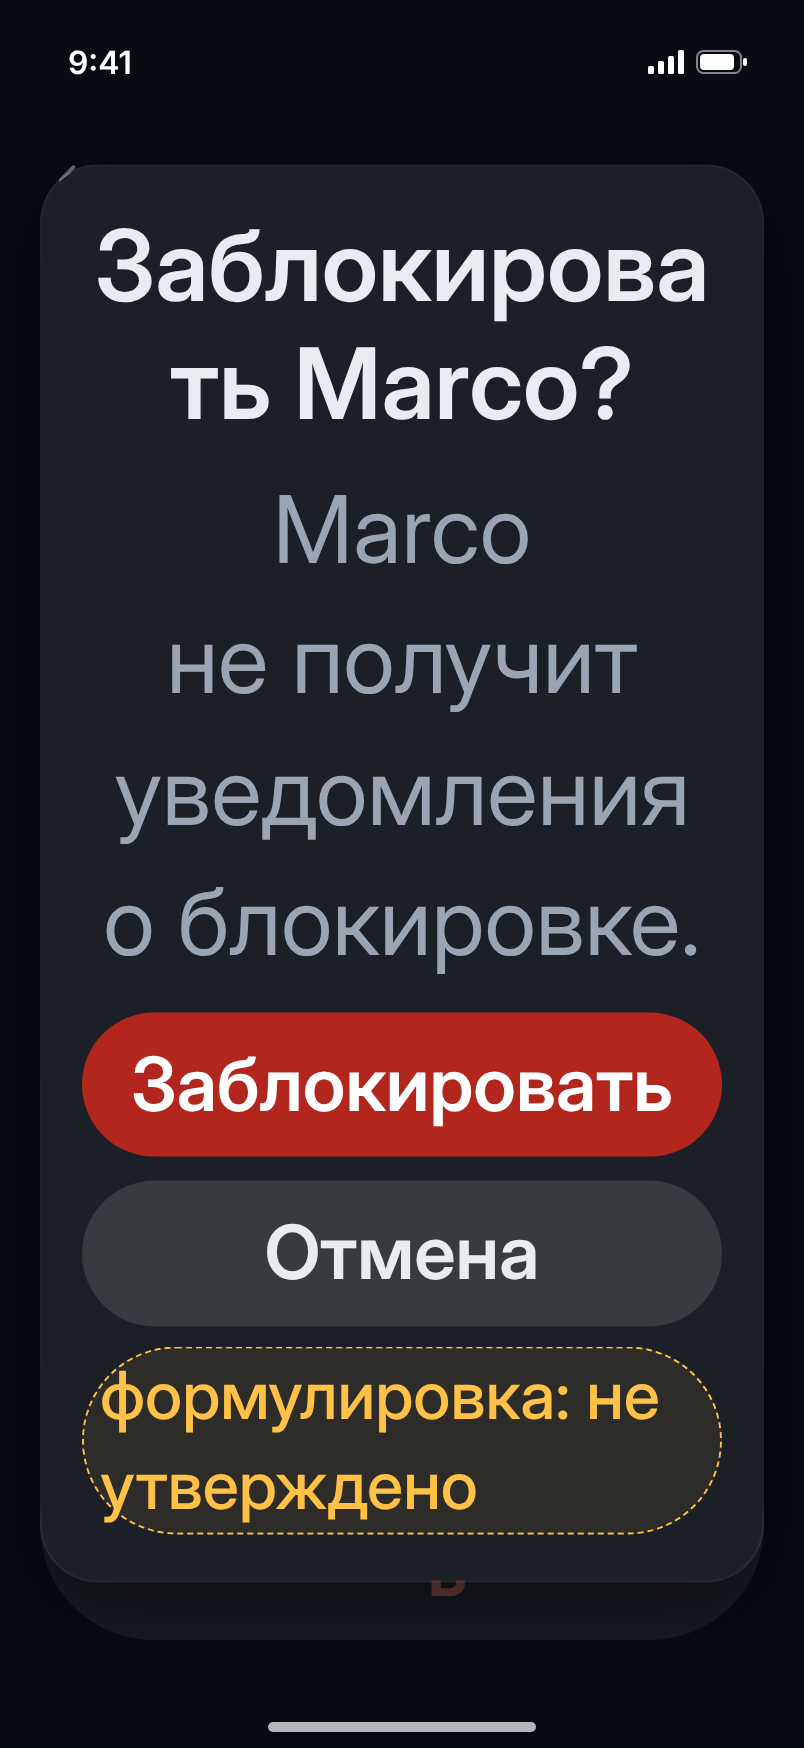 9:41
Заблокирова
ть Marco?
Marco
не получит
уведомления
о блокировке.
Заблокировать
Отмена
формулировка: не
утверждено